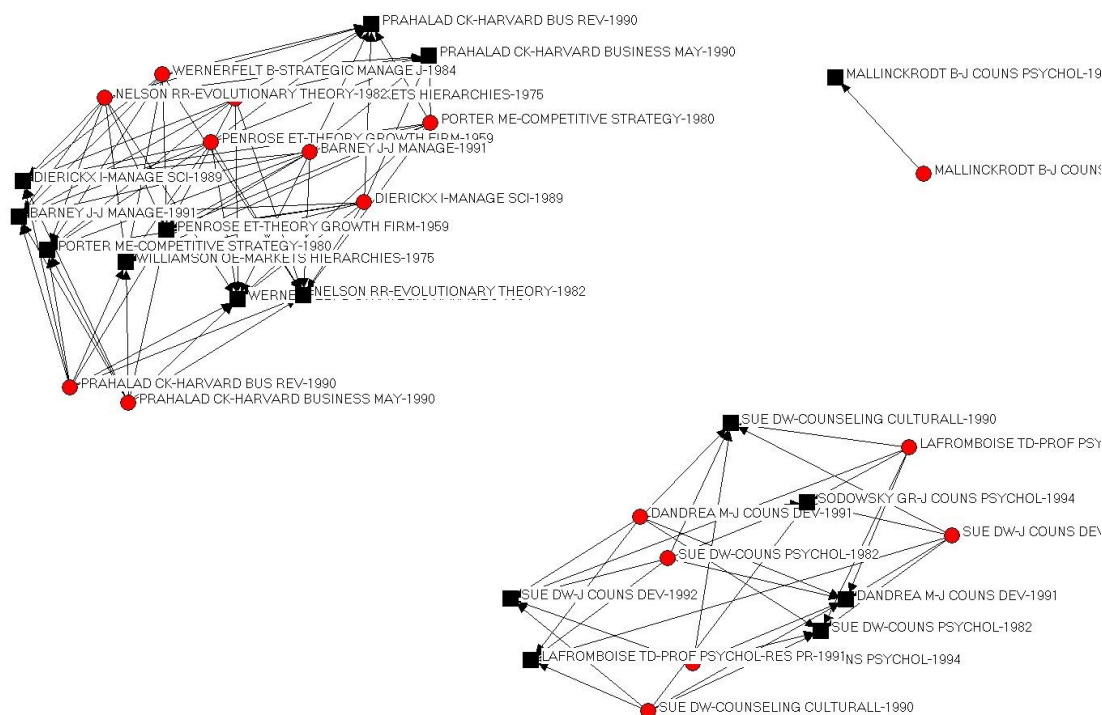 PRAHALAD CK-HARVARD BUS REV-1990
PRAHALAD CK-HARVARD BUSINESS MAY-1990
WERNERFELT B-STRATEGIC MANAGE J-1984
MALLINCKRODT B-J COUNS PSYCHOL-19
NELSON RR-EVOLUTIONARY THEORY-1982
HIERARCHIES-1975
PORTER ME-COMPETITIVE STRATEGY-1980
PENROSE ET-THEORY GROWTH FIRM-1959
BARNEY J-J MANAGE-1991
MALLINCKRODT B-J COUNS
DIERICKX I-MANAGE SCI-1989
DIERICKX I-MANAGE SCI-1989
BARNEY J-J MANAGE-1991
PENROSE ET-THEORY GROWTH FIRM-1959
PORTER ME-COMPETITIVE STRATEGY-1980
WILLIAMSON OE-MARKETS HIERARCHIES-1975
NELSON RR-EVOLUTIONARY THEORY-1982
PRAHALAD CK-HARVARD BUS REV-1990
PRAHALAD CK-HARVARD BUSINESS MAY-1990
SUE DW-COUNSELING CULTURALL-1990
LAFROMBOISE TD-PROF PSY
SODOWSKY GR-J COUNS PSYCHOL-1994
DANDREA M-J COUNS DEV-1991
SUE DW-J COUNS DEV
SUE DW-COUNS PSYCHOL-1982
SUE DW-J COUNS DEV-1992
DANDREA M-J COUNS DEV-1991
SUE DW-COUNS PSYCHOL-1982
LAFROMBOISE TD-PROF PSYCHOL-RES PR-1991
NS PSYCHOL-1994
SUE DW-COUNSELING CULTURALL-1990